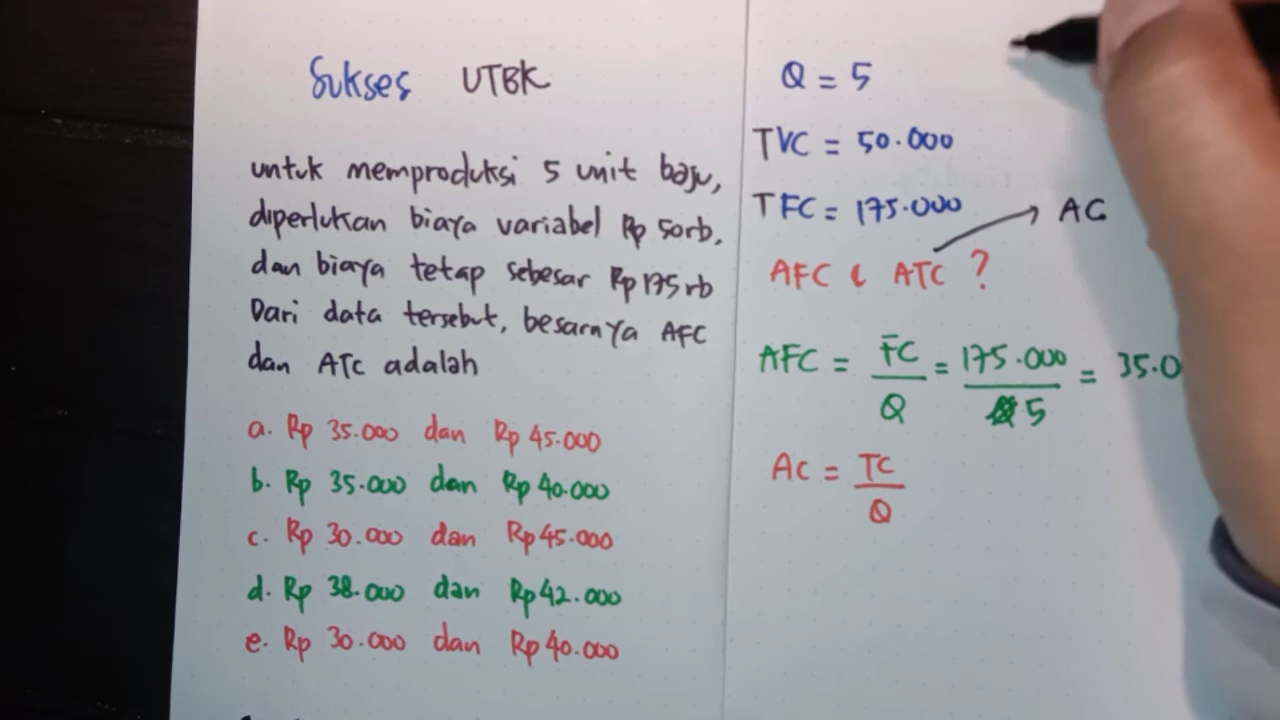 Sukses UTBK
untuk memproduksi 5 unit baju,
diperlukan biaya variabel Rp 50rb,
dan biaya tetap sebesar Rp 175rb
Dari data tersebut, besarnya AFC
dan ATC adalah
a. Rp 35.000 dan Rp 45.000
b. Rp 35.000 dan Rp 40.000
c. Rp 30.000 dan Rp 45.000
d. Rp 38.000 dan Rp 42.000
e. Rp 30.000 dan Rp 40.000
Q = 5
TVC = 50.000
TFC = 175.000
AC
AFC & ATC ?
AFC = FC/Q = 175.000/5 = 35.0
AC = TC/Q